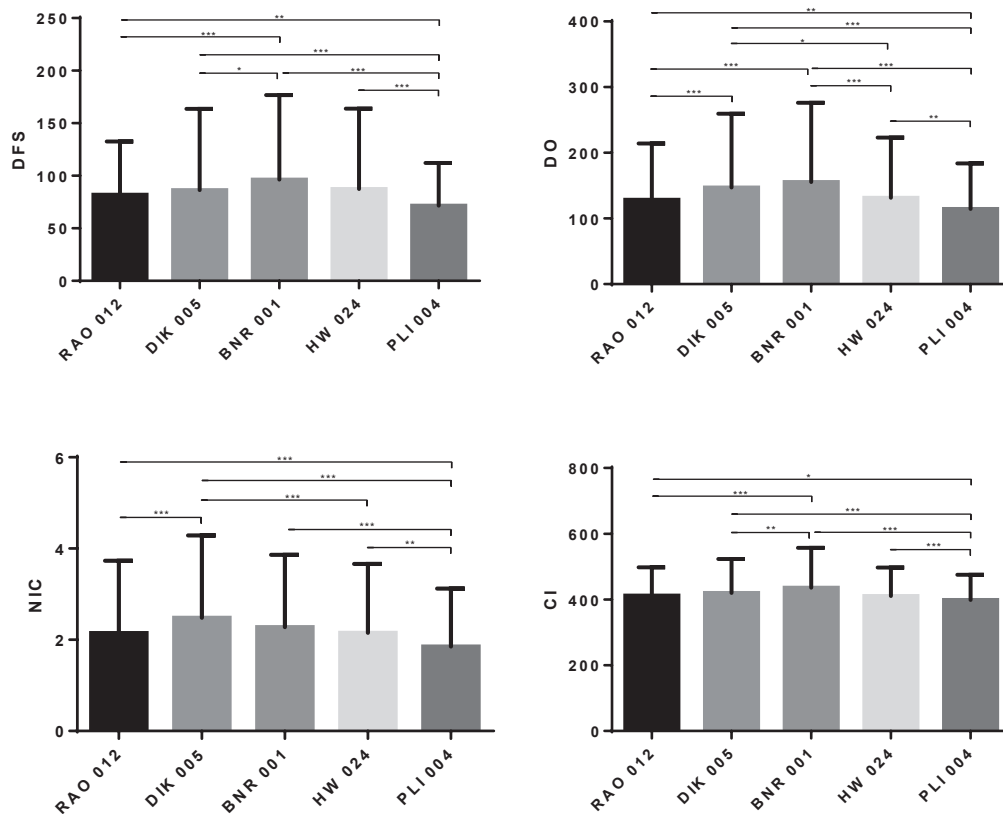 250
200
150
100
50
0
DFS
**
***
***
*
***
***
RAO 012
DIK 005
BNR 001
HW 024
PLI 004
400
300
200
100
0
DO
**
***
*
***
***
***
***
**
RAO 012
DIK 005
BNR 001
HW 024
PLI 004
6
4
2
0
NIC
***
***
***
***
***
**
RAO 012
DIK 005
BNR 001
HW 024
PLI 004
800
600
400
200
0
CI
*
***
***
**
***
***
RAO 012
DIK 005
BNR 001
HW 024
PLI 004